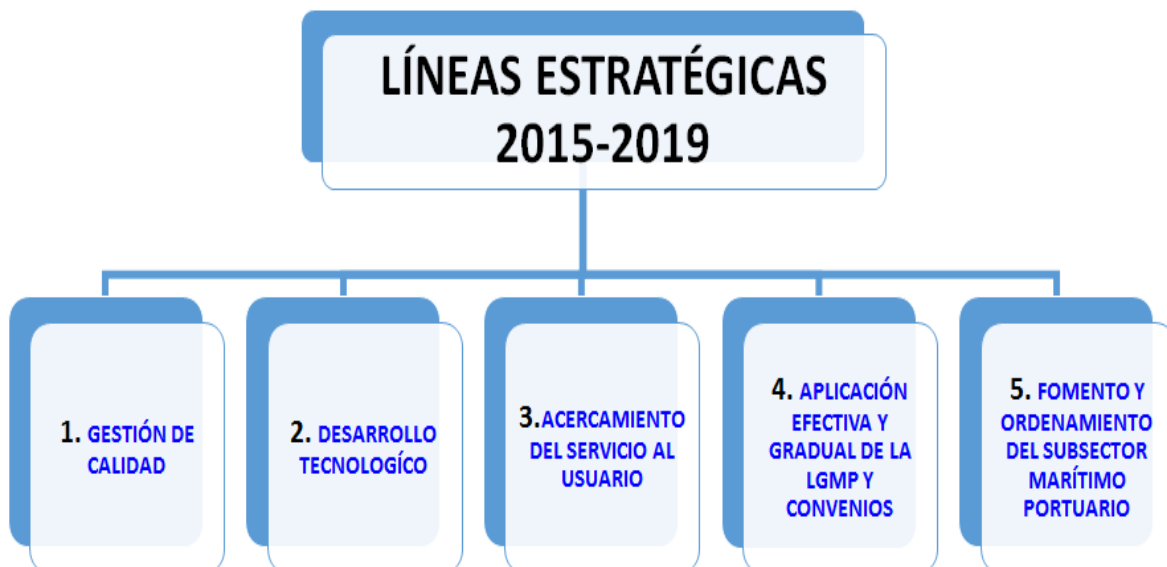 LÍNEAS ESTRATÉGICAS
2015-2019
1. GESTIÓN DE
CALIDAD
2. DESARROLLO
TECNOLOGÍCO
3.ACERCAMIENTO
DEL SERVICIO AL
USUARIO
4. APLICACIÓN
EFECTIVA Y
GRADUAL DE LA
LGMP Y
CONVENIOS
5. FOMENTO Y
ORDENAMIENTO
DEL SUBSECTOR
MARÍTIMO
PORTUARIO